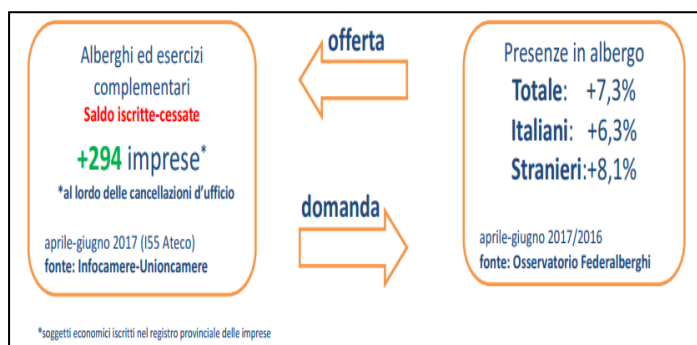 Alberghi ed esercizi
complementari
Saldo iscritte-cessate
+294 imprese*
*al lordo delle cancellazioni d'ufficio
aprile-giugno 2017 (I55 Ateco)
fonte: Infocamere-Unioncamere
offerta
domanda
Presenze in albergo
Totale: +7,3%
Italiani: +6,3%
Stranieri:+8,1%
aprile-giugno 2017/2016
fonte: Osservatorio Federalberghi
*soggetti economici iscritti nel registro provinciale delle imprese